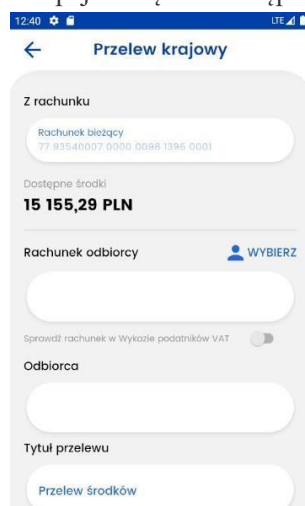 12:40 LTE
Przelew krajowy
Z rachunku
Rachunek bieżący
77 93540007 0000 0098 1396 0001
Dostępne środki
15 155,29 PLN
Rachunek odbiorcy WYBIERZ
Sprawdź rachunek w Wykazie podatników VAT
Odbiorca
Tytuł przelewu
Przelew środków